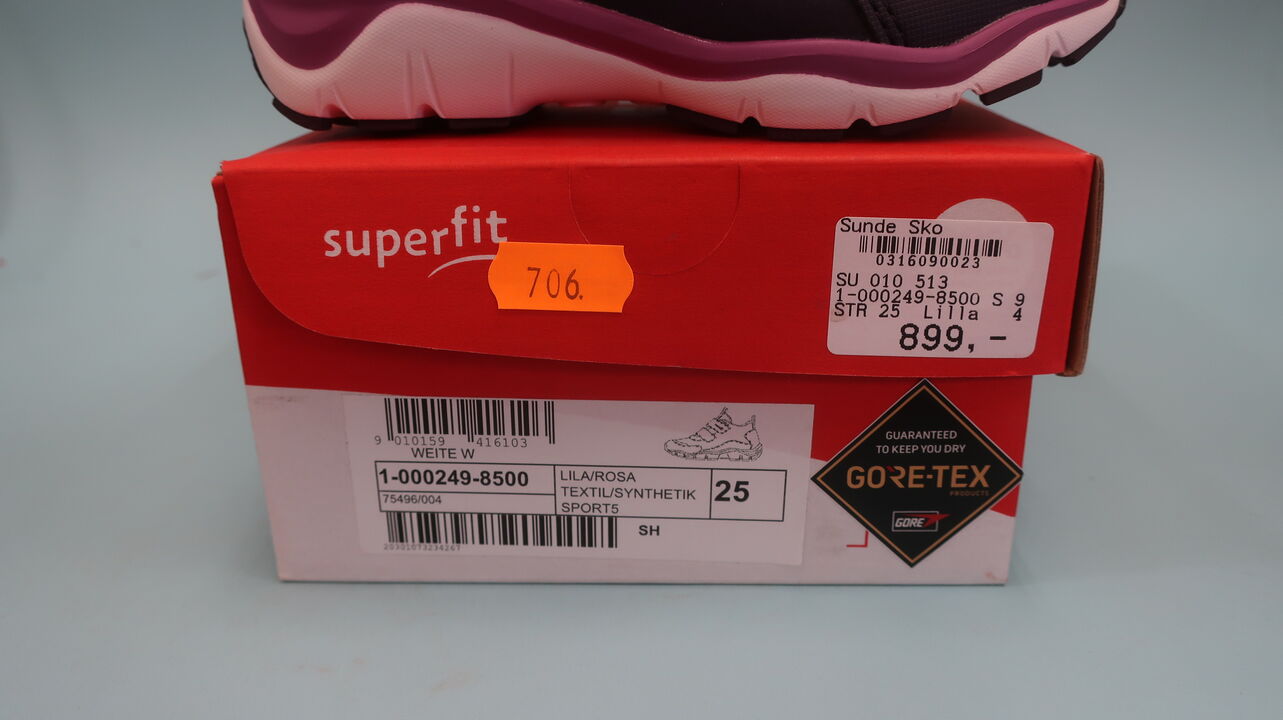 superfit
706.
Sunde Sko
0316090023
SU 010 513
1-000249-8500 S 9
STR 25 Lilla 4
899,-
9 010159 416103
WEITE W
1-000249-8500
75496/004
LILA/ROSA
TEXTIL/SYNTHETIK
SPORT5
25
SH
20301073234267
GUARANTEED
TO KEEP YOU DRY
GORE-TEX
PRODUCTS
GORE